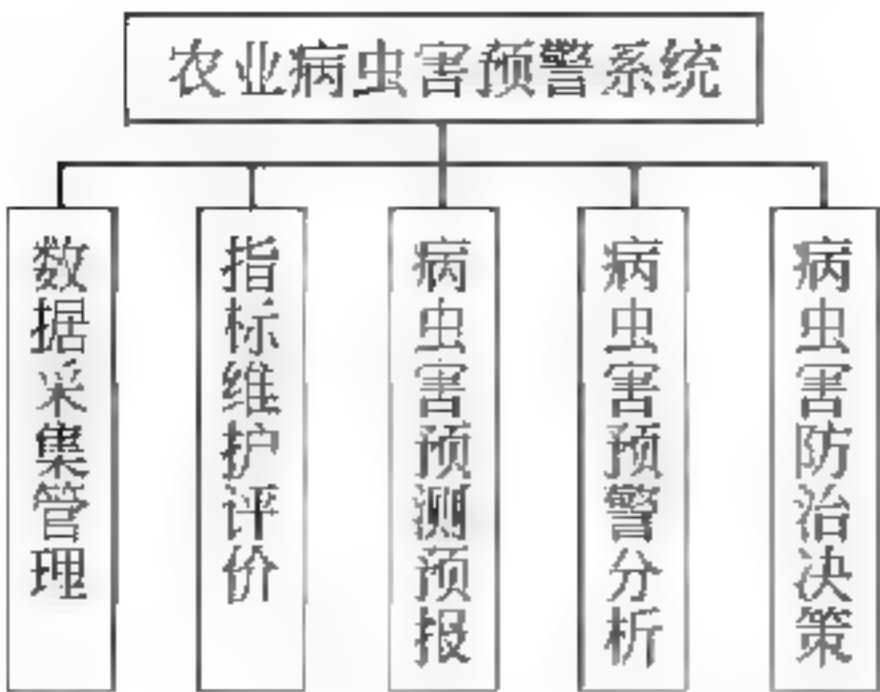 农业病虫害预警系统
数据采集管理
指标维护评价
病虫害预测预报
病虫害预警分析
病虫害防治决策